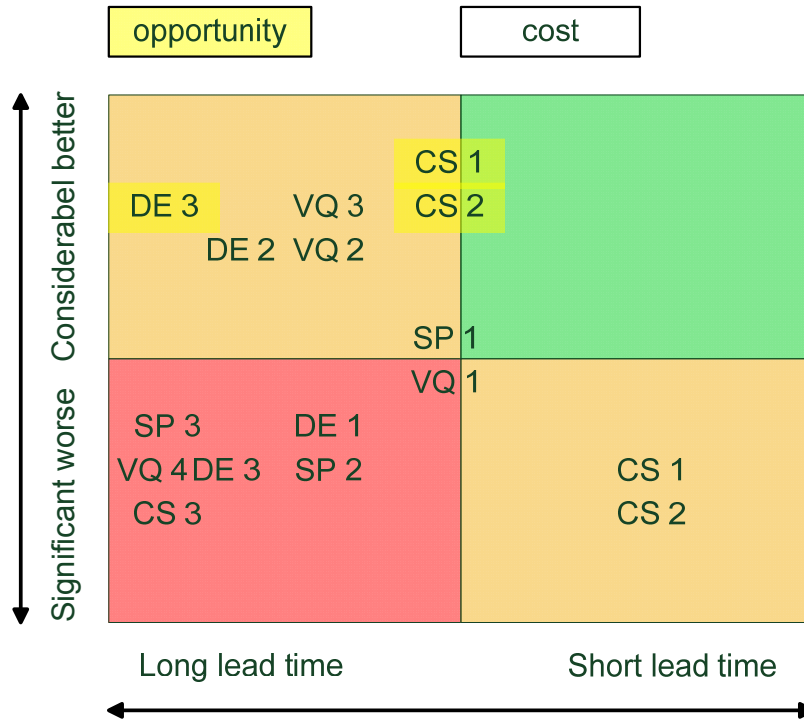 opportunity cost
Considerabel better
CS 1
DE 3 VQ 3 CS 2
DE 2 VQ 2
SP 1
Significant worse
VQ 1
SP 3 DE 1
VQ 4 DE 3 SP 2 CS 1
CS 3 CS 2
Long lead time Short lead time